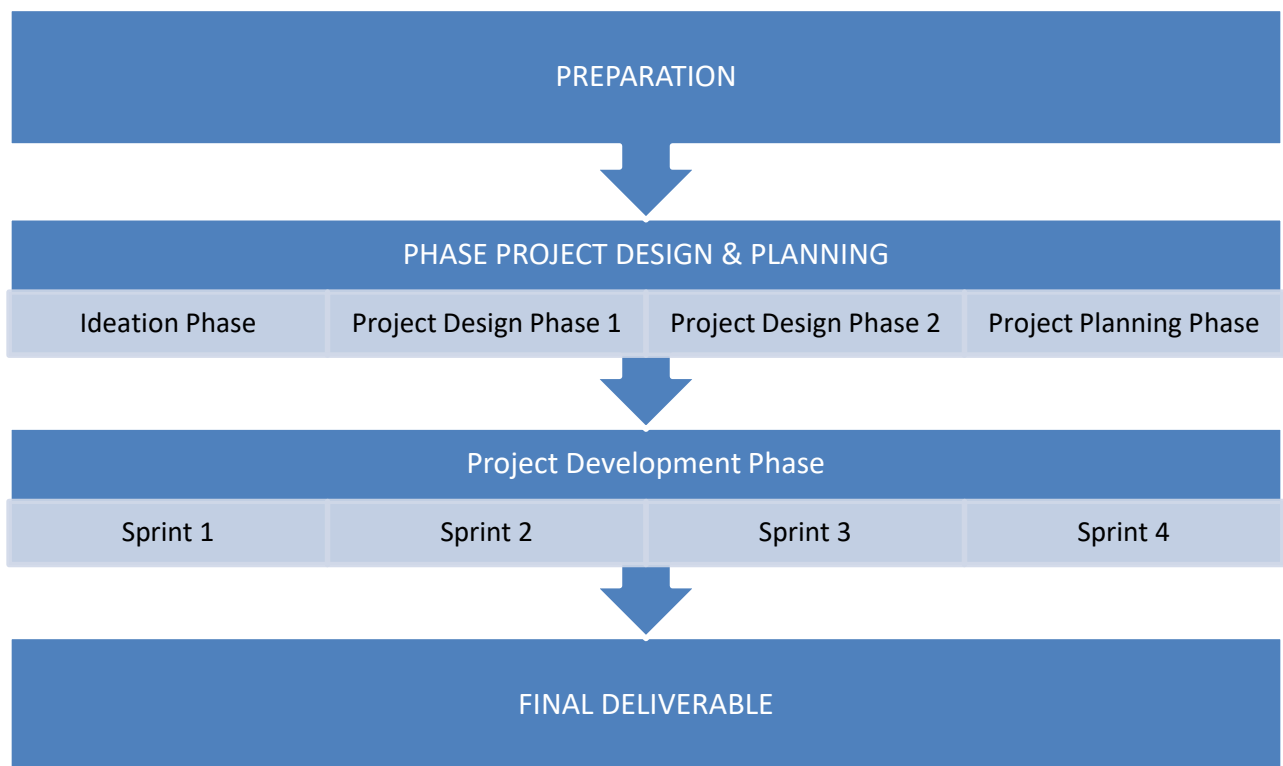 PREPARATION
PHASE PROJECT DESIGN & PLANNING
Ideation Phase
Project Design Phase 1
Project Design Phase 2
Project Planning Phase
Project Development Phase
Sprint 1
Sprint 2
Sprint 3
Sprint 4
FINAL DELIVERABLE